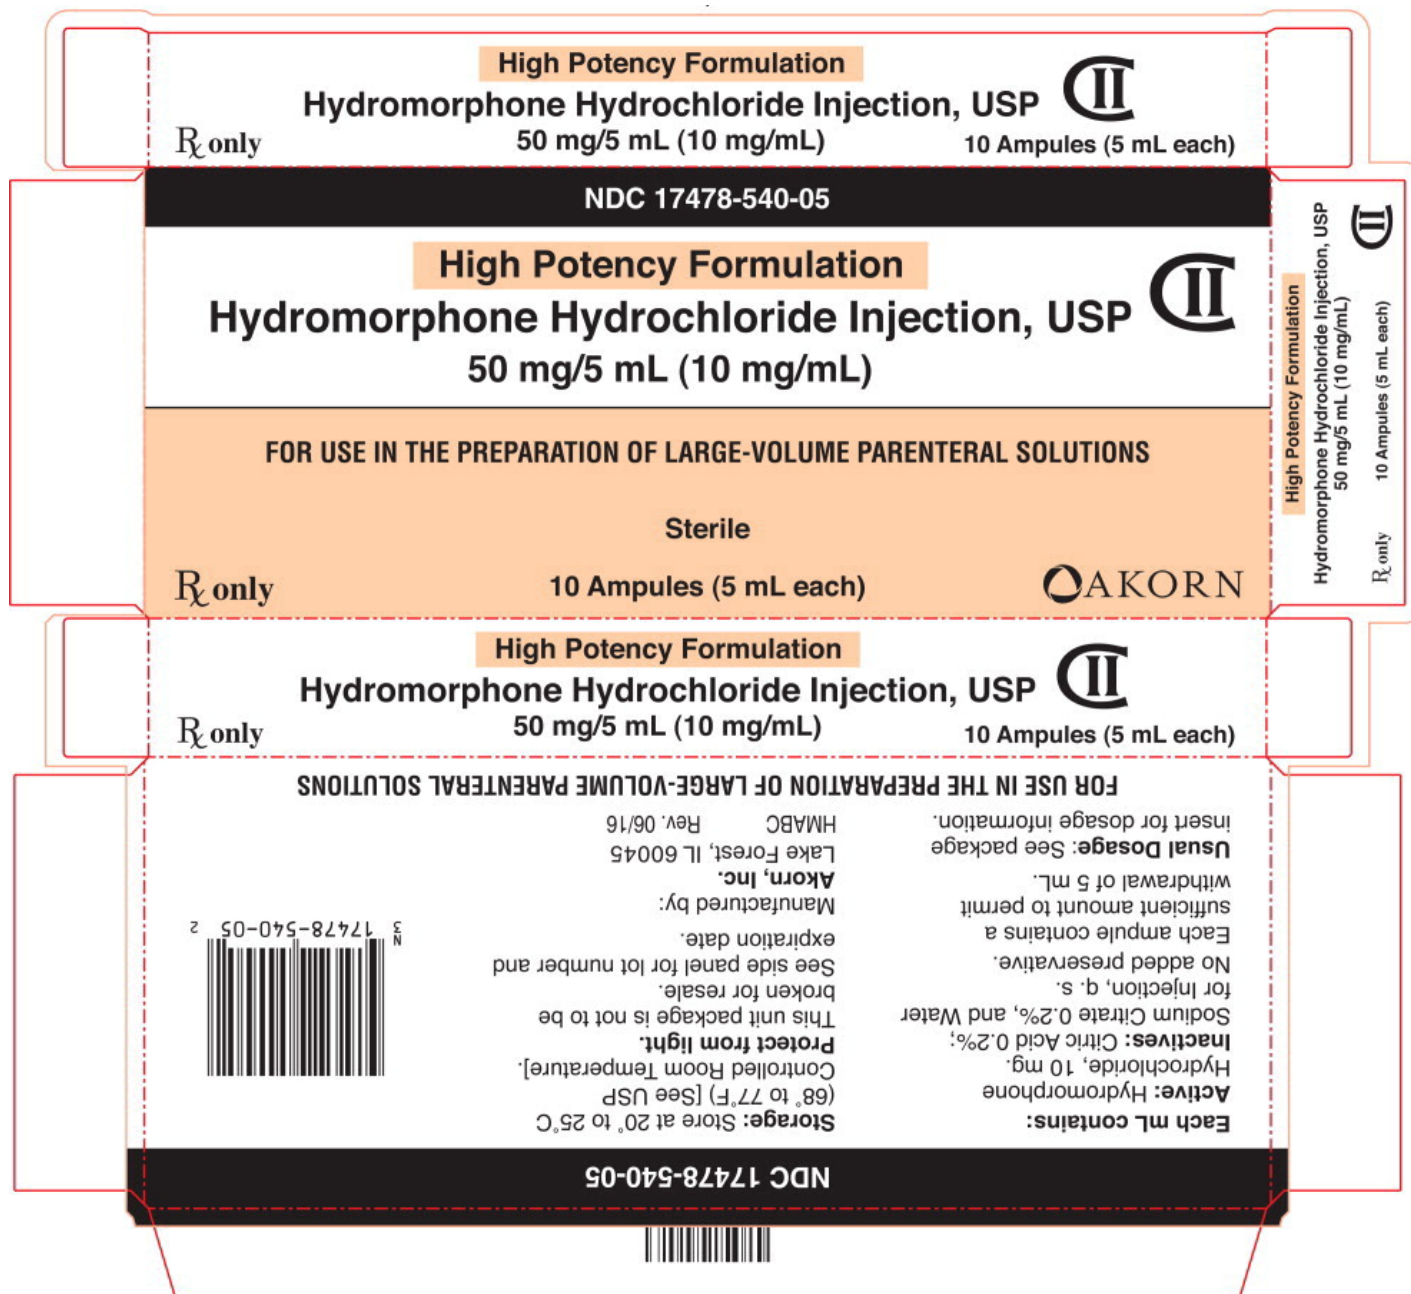 High Potency Formulation
Hydromorphone Hydrochloride Injection, USP CII
50 mg/5 mL (10 mg/mL)
Rx only
10 Ampules (5 mL each)
NDC 17478-540-05
High Potency Formulation
Hydromorphone Hydrochloride Injection, USP CII
50 mg/5 mL (10 mg/mL)
FOR USE IN THE PREPARATION OF LARGE-VOLUME PARENTERAL SOLUTIONS
Sterile
Rx only
10 Ampules (5 mL each)
AKORN
High Potency Formulation
Hydromorphone Hydrochloride Injection, USP CII
50 mg/5 mL (10 mg/mL)
Rx only
10 Ampules (5 mL each)
High Potency Formulation
Hydromorphone Hydrochloride Injection, USP CII
50 mg/5 mL (10 mg/mL)
Rx only
10 Ampules (5 mL each)
NDC 17478-540-05
Each mL contains:
Active: Hydromorphone
Hydrochloride, 10 mg.
Inactives: Citric Acid 0.2%;
Sodium Citrate 0.2%, and Water
for Injection, q. s.
No added preservative.
Each ampule contains a
sufficient amount to permit
withdrawal of 5 mL.
Usual Dosage: See package
insert for dosage information.
Storage: Store at 20° to 25°C
(68° to 77°F) [See USP
Controlled Room Temperature].
Protect from light.
This unit package is not to be
broken for resale.
See side panel for lot number and
expiration date.
Manufactured by:
Akorn, Inc.
Lake Forest, IL 60045
HMABC Rev. 06/16
N
3 17478-540-05 2
FOR USE IN THE PREPARATION OF LARGE-VOLUME PARENTERAL SOLUTIONS